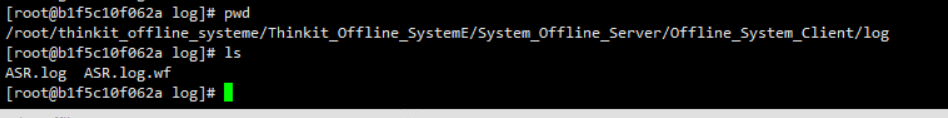 [root@b1f5c10f062a log]# pwd
/root/thinkit_offline_systeme/Thinkit_Offline_SystemE/System_Offline_Server/Offline_System_Client/log
[root@b1f5c10f062a log]# ls
ASR.log  ASR.log.wf
[root@b1f5c10f062a log]#